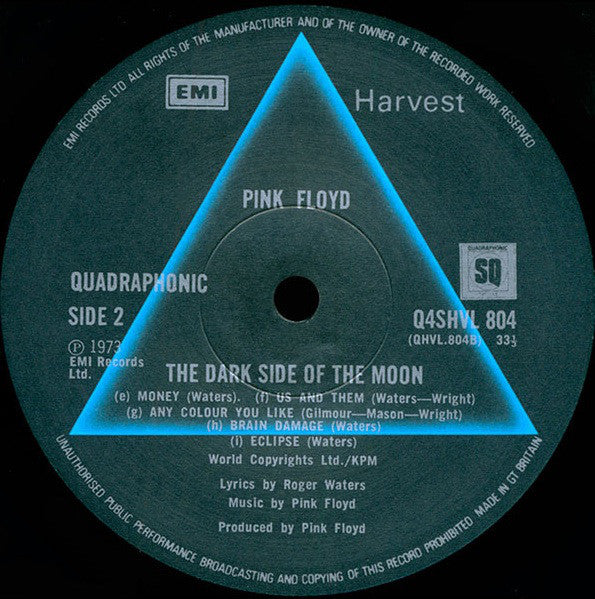 EMI RECORDS LTD ALL RIGHTS OF THE MANUFACTURER AND OF THE OWNER OF THE RECORDED WORK RESERVED
EMI
Harvest
PINK FLOYD
QUADRAPHONIC
QUADRAPHONIC
SQ
SIDE 2
Q4SHVL 804
(QHVL.804B) 33⅓
℗ 1973
EMI Records
Ltd.
THE DARK SIDE OF THE MOON
(e) MONEY (Waters). (f) US AND THEM (Waters—Wright)
(g) ANY COLOUR YOU LIKE (Gilmour—Mason—Wright)
(h) BRAIN DAMAGE (Waters)
(i) ECLIPSE (Waters)
World Copyrights Ltd./KPM
Lyrics by Roger Waters
Music by Pink Floyd
Produced by Pink Floyd
UNAUTHORISED PUBLIC PERFORMANCE BROADCASTING AND COPYING OF THIS RECORD PROHIBITED MADE IN GT BRITAIN